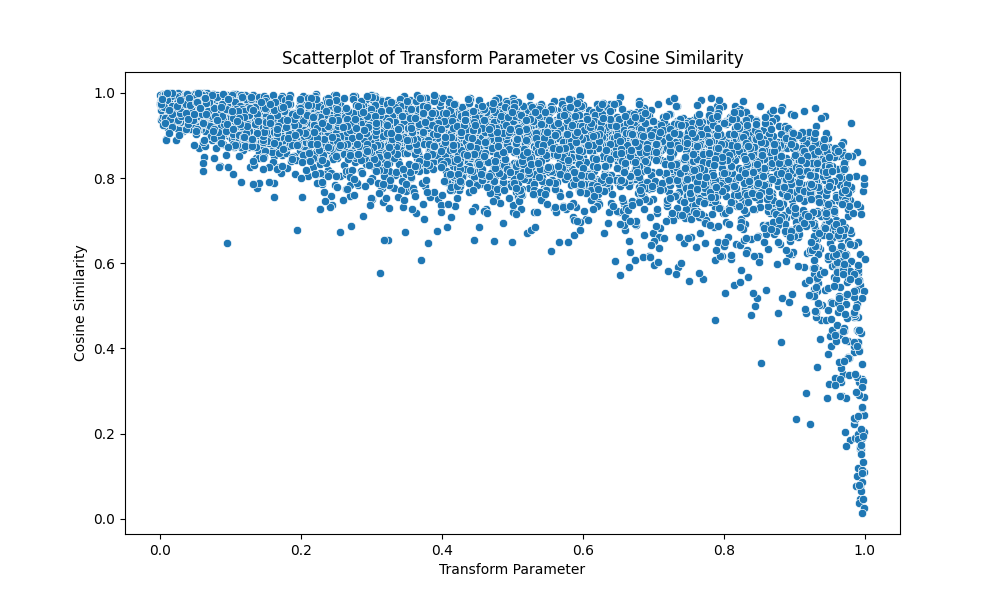 Scatterplot of Transform Parameter vs Cosine Similarity
1.0
0.8
0.6
0.4
0.2
0.0
Cosine Similarity
0.0 0.2 0.4 0.6 0.8 1.0
Transform Parameter